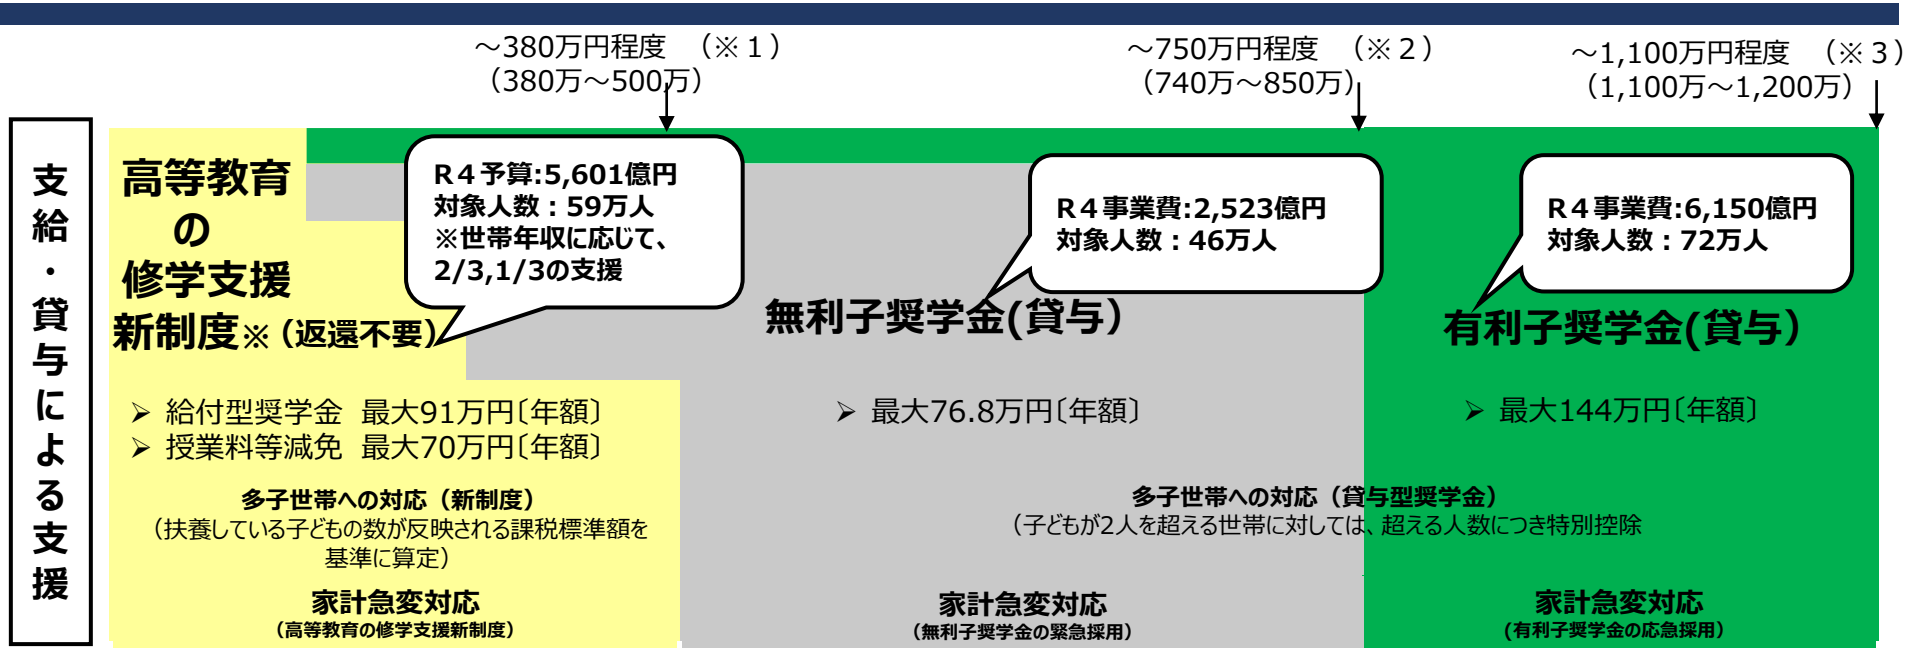 ～380万円程度　（※１）
（380万～500万）
～750万円程度　（※２）
（740万～850万）
～1,100万円程度　（※３）
（1,100万～1,200万）
支給・貸与による支援
高等教育
の
修学支援
新制度※（返還不要）
R４予算:5,601億円
対象人数：59万人
※世帯年収に応じて、
2/3,1/3の支援
➢ 給付型奨学金 最大91万円〔年額〕
➢ 授業料等減免 最大70万円〔年額〕
多子世帯への対応（新制度）
（扶養している子どもの数が反映される課税標準額を
基準に算定）
家計急変対応
（高等教育の修学支援新制度）
R４事業費:2,523億円
対象人数：46万人
無利子奨学金(貸与）
➢ 最大76.8万円〔年額〕
多子世帯への対応（貸与型奨学金）
（子どもが2人を超える世帯に対しては、超える人数につき特別控除
家計急変対応
（無利子奨学金の緊急採用）
R４事業費:6,150億円
対象人数：72万人
有利子奨学金(貸与）
➢ 最大144万円〔年額〕
家計急変対応
(有利子奨学金の応急採用）